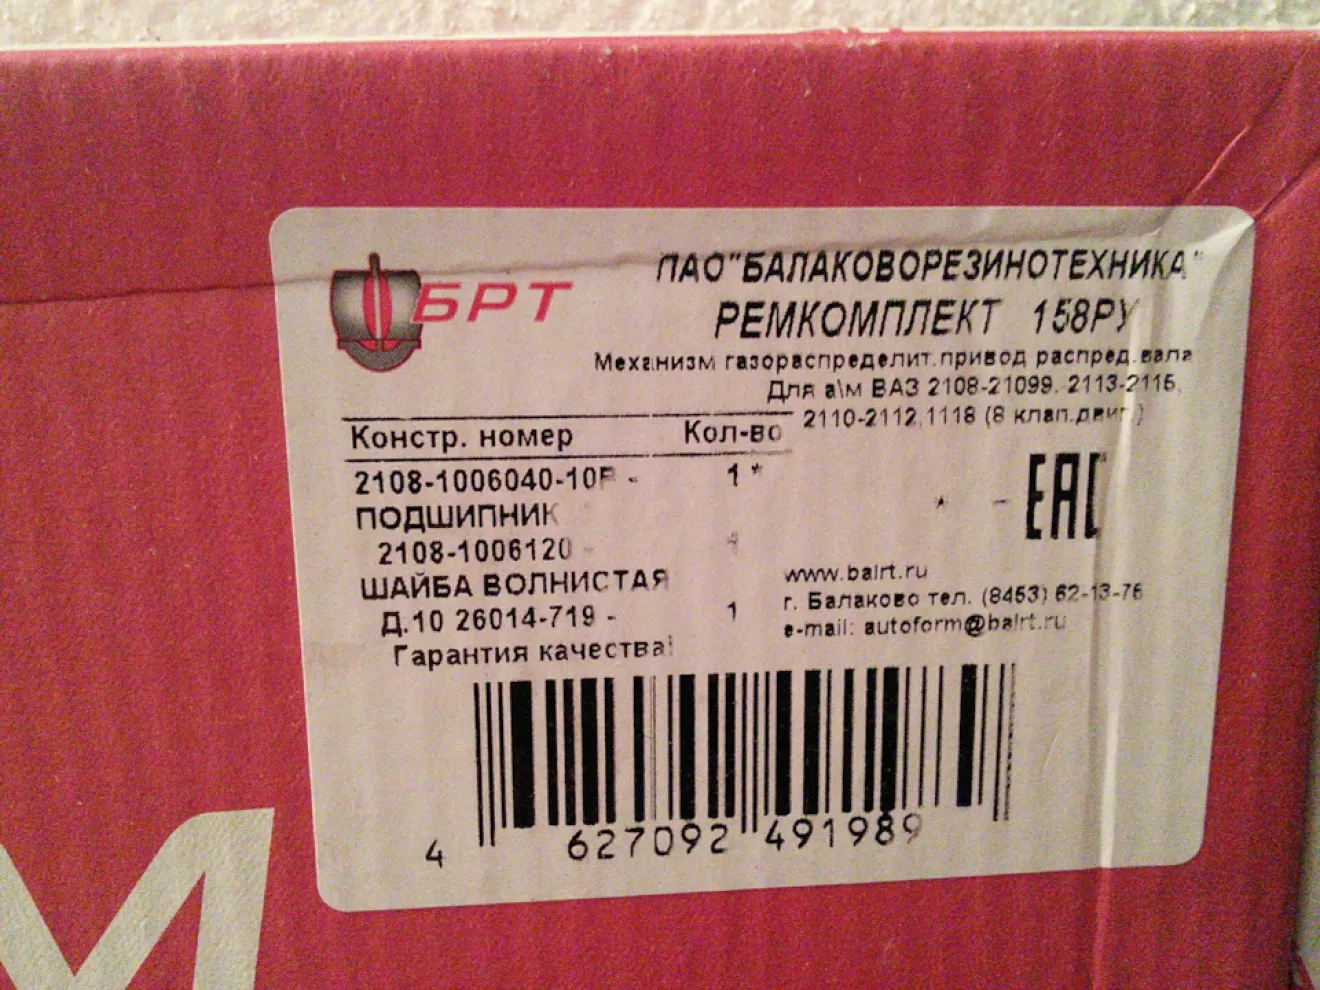 БРТ
ПАО"БАЛАКОВОРЕЗИНОТЕХНИКА"
РЕМКОМПЛЕКТ 158РУ
Механизм газораспределит.привод распред.вала
Для а\м ВАЗ 2108-21099. 2113-2115,
2110-2112,1118 (8 клап.двиг.)
Констр. номер Кол-во
2108-1006040-10Р - 1 *
ПОДШИПНИК
2108-1006120
ШАЙБА ВОЛНИСТАЯ
Д.10 26014-719 - 1
Гарантия качества!
* -
ЕАС
www.balrt.ru
г. Балаково тел. (8453) 62-13-76
e-mail: autoform@balrt.ru
4 627092 491989
М